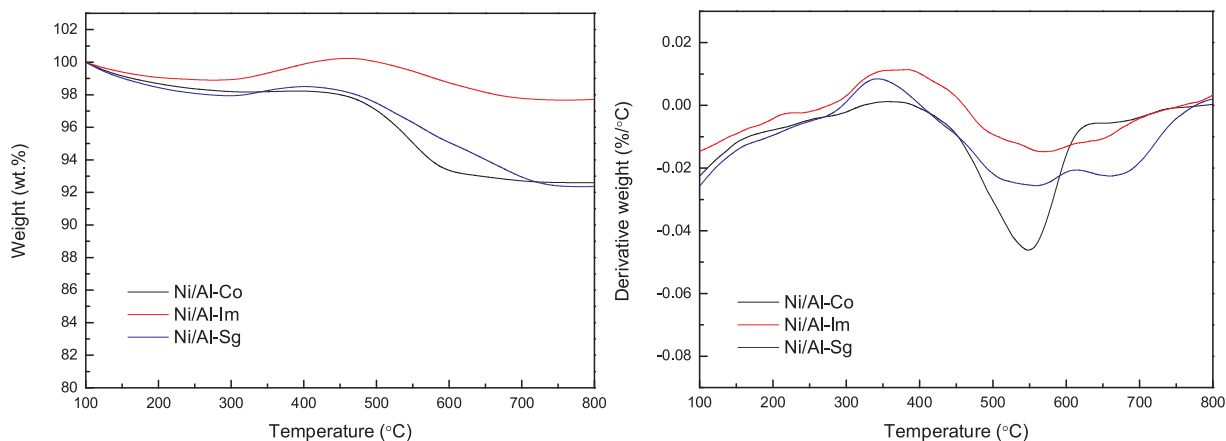 102
100
98
96
94
92
90
88
86
84
82
80
Weight (wt.%)
Ni/Al-Co
Ni/Al-Im
Ni/Al-Sg
100 200 300 400 500 600 700 800
Temperature (°C)
0.02
0.00
-0.02
-0.04
-0.06
-0.08
Derivative weight (%/°C)
Ni/Al-Co
Ni/Al-Im
Ni/Al-Sg
100 200 300 400 500 600 700 800
Temperature (°C)